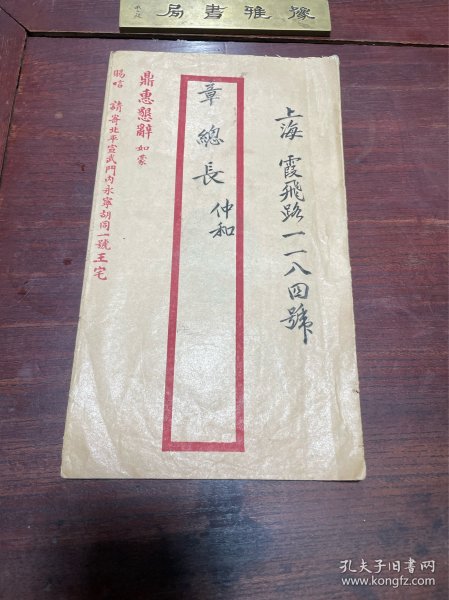 豫雅書局
上海 霞飛路一一八四號
章總長 仲和
鼎惠懇辭 如蒙
賜唁 請寄北平宣武門內永寧胡同一號王宅
孔夫子旧书网
www.kongfz.com